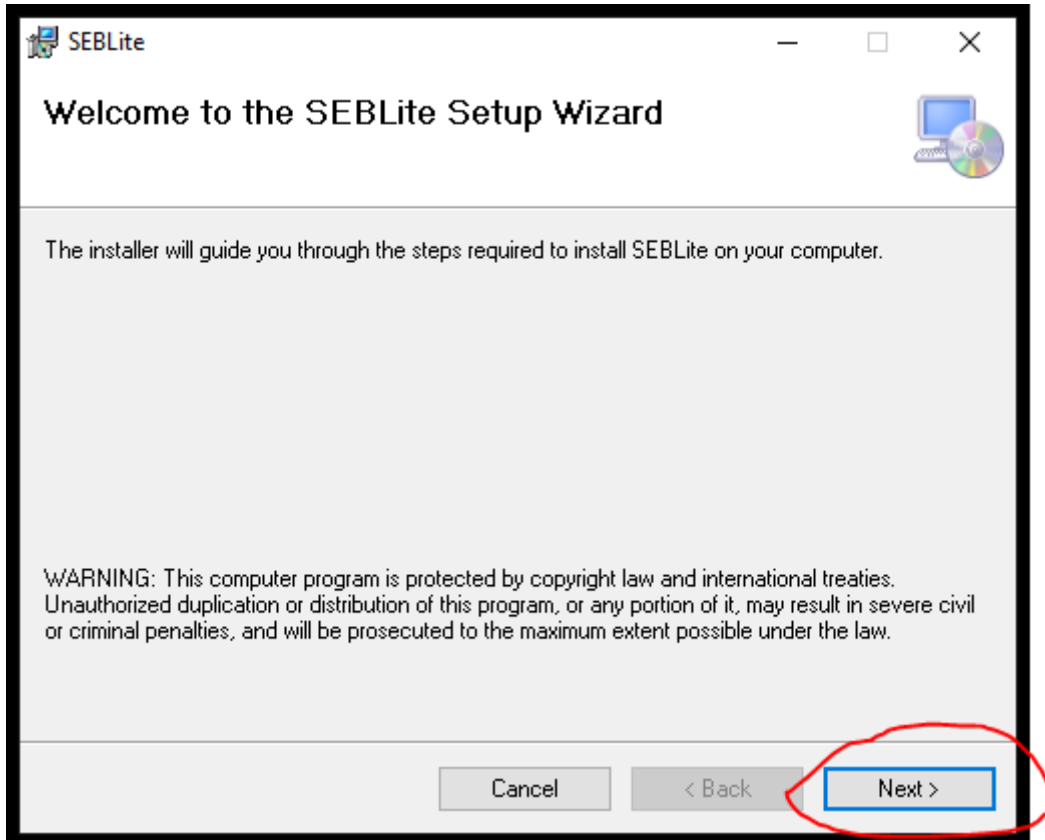 SEBLite
Welcome to the SEBLite Setup Wizard
The installer will guide you through the steps required to install SEBLite on your computer.
WARNING: This computer program is protected by copyright law and international treaties.
Unauthorized duplication or distribution of this program, or any portion of it, may result in severe civil
or criminal penalties, and will be prosecuted to the maximum extent possible under the law.
Cancel < Back Next >